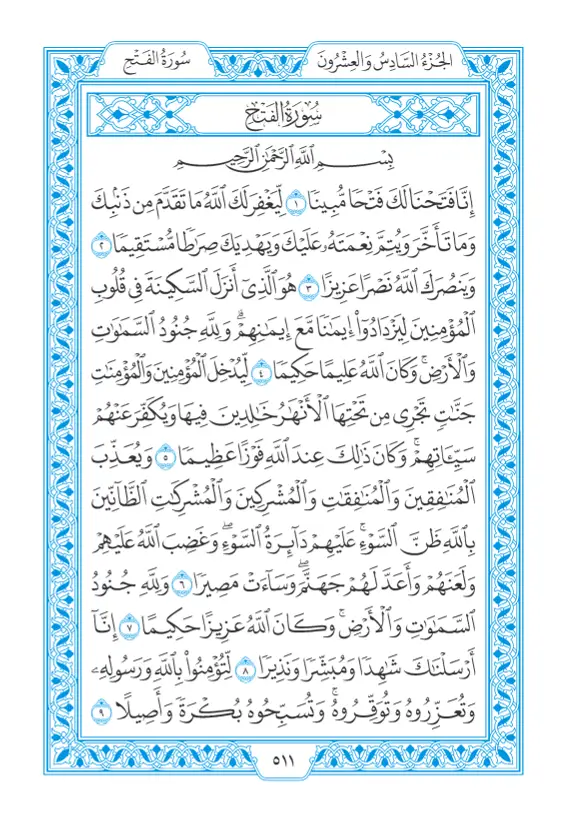 الجُزْءُ السَّادِسُ وَالعِشْرُونَ
سُورَةُ الفَتْحِ
سُورَةُ الفَتْحِ
بِسْمِ ٱللَّهِ ٱلرَّحْمَٰنِ ٱلرَّحِيمِ
إِنَّا فَتَحْنَا لَكَ فَتْحًا مُّبِينًا ١ لِّيَغْفِرَ لَكَ ٱللَّهُ مَا تَقَدَّمَ مِن ذَنۢبِكَ
وَمَا تَأَخَّرَ وَيُتِمَّ نِعْمَتَهُۥ عَلَيْكَ وَيَهْدِيَكَ صِرَٰطًا مُّسْتَقِيمًا ٢
وَيَنصُرَكَ ٱللَّهُ نَصْرًا عَزِيزًا ٣ هُوَ ٱلَّذِىٓ أَنزَلَ ٱلسَّكِينَةَ فِى قُلُوبِ
ٱلْمُؤْمِنِينَ لِيَزْدَادُوٓا۟ إِيمَٰنًا مَّعَ إِيمَٰنِهِمْ ۗ وَلِلَّهِ جُنُودُ ٱلسَّمَٰوَٰتِ
وَٱلْأَرْضِ ۚ وَكَانَ ٱللَّهُ عَلِيمًا حَكِيمًا ٤ لِّيُدْخِلَ ٱلْمُؤْمِنِينَ وَٱلْمُؤْمِنَٰتِ
جَنَّٰتٍ تَجْرِى مِن تَحْتِهَا ٱلْأَنْهَٰرُ خَٰلِدِينَ فِيهَا وَيُكَفِّرَ عَنْهُمْ
سَيِّـَٔاتِهِمْ ۚ وَكَانَ ذَٰلِكَ عِندَ ٱللَّهِ فَوْزًا عَظِيمًا ٥ وَيُعَذِّبَ
ٱلْمُنَٰفِقِينَ وَٱلْمُنَٰفِقَٰتِ وَٱلْمُشْرِكِينَ وَٱلْمُشْرِكَٰتِ ٱلظَّآنِّينَ
بِٱللَّهِ ظَنَّ ٱلسَّوْءِ ۚ عَلَيْهِمْ دَآئِرَةُ ٱلسَّوْءِ ۖ وَغَضِبَ ٱللَّهُ عَلَيْهِمْ
وَلَعَنَهُمْ وَأَعَدَّ لَهُمْ جَهَنَّمَ ۖ وَسَآءَتْ مَصِيرًا ٦ وَلِلَّهِ جُنُودُ
ٱلسَّمَٰوَٰتِ وَٱلْأَرْضِ ۚ وَكَانَ ٱللَّهُ عَزِيزًا حَكِيمًا ٧ إِنَّآ
أَرْسَلْنَٰكَ شَٰهِدًا وَمُبَشِّرًا وَنَذِيرًا ٨ لِّتُؤْمِنُوا۟ بِٱللَّهِ وَرَسُولِهِۦ
وَتُعَزِّرُوهُ وَتُوَقِّرُوهُ ۚ وَتُسَبِّحُوهُ بُكْرَةً وَأَصِيلًا ٩
٥١١